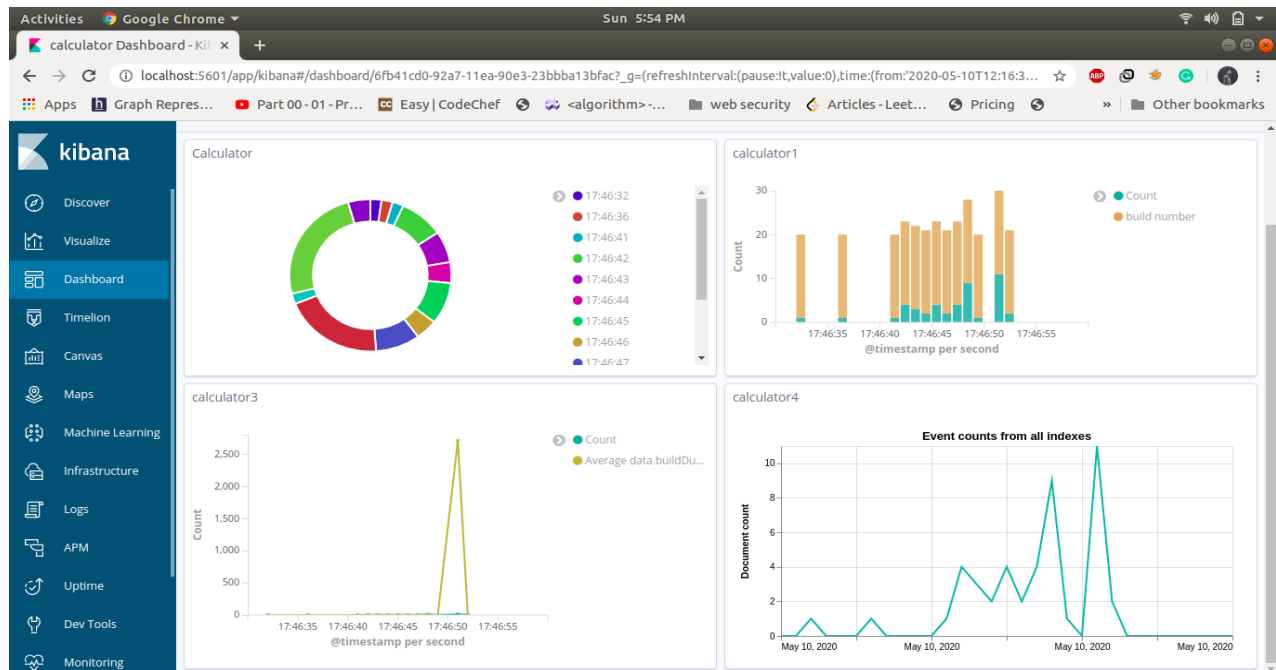 Activities Google Chrome Sun 5:54 PM
calculator Dashboard - Kib
localhost:5601/app/kibana#/dashboard/6fb41cd0-92a7-11ea-90e3-23bbba13bfac?_g=(refreshInterval:(pause:!t,value:0),time:(from:'2020-05-10T12:16:3...
ABP
G
Apps Graph Repres... Part 00 - 01 - Pr... Easy | CodeChef <algorithm> -... web security Articles - Leet... Pricing » Other bookmarks
kibana
Discover
Visualize
Dashboard
Timelion
Canvas
Maps
Machine Learning
Infrastructure
Logs
APM
Uptime
Dev Tools
Monitoring
Calculator
17:46:32
17:46:36
17:46:41
17:46:42
17:46:43
17:46:44
17:46:45
17:46:46
17:46:47
calculator1
Count
30
20
10
0
17:46:35 17:46:40 17:46:45 17:46:50 17:46:55
@timestamp per second
Count
build number
calculator3
Count
2,500
2,000
1,500
1,000
500
0
17:46:35 17:46:40 17:46:45 17:46:50 17:46:55
@timestamp per second
Count
Average data.buildDu...
calculator4
Event counts from all indexes
Document count
10
8
6
4
2
0
May 10, 2020 May 10, 2020 May 10, 2020 May 10, 2020